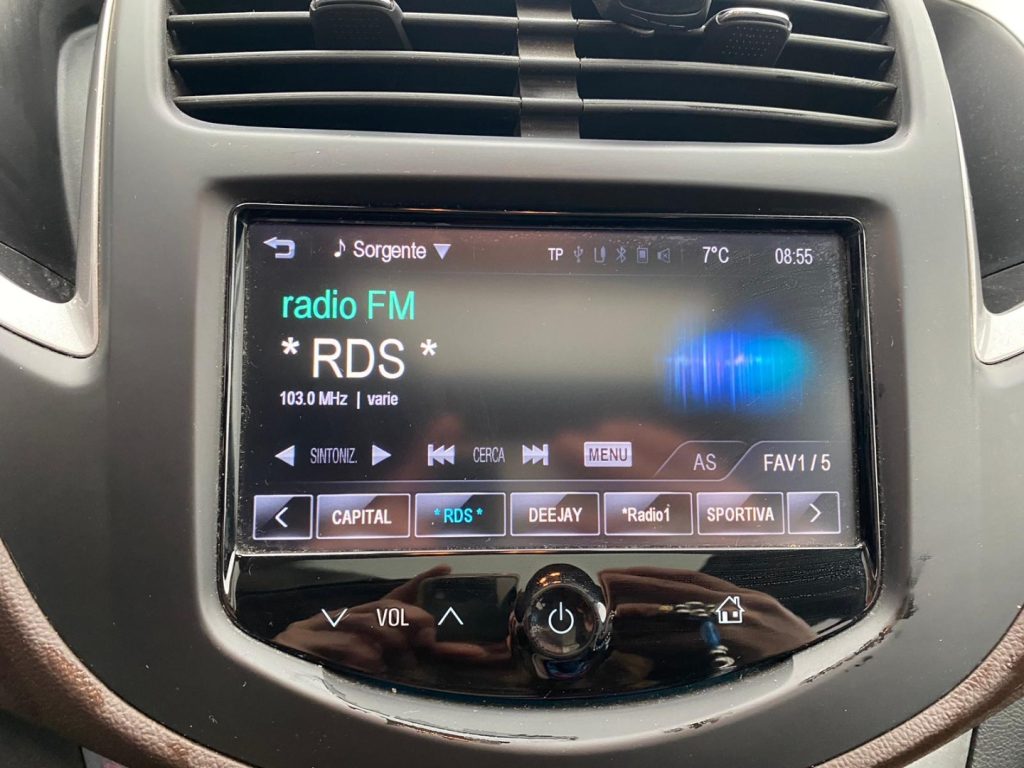 Sorgente TP 7°C 08:55
radio FM
* RDS *
103.0 MHz | varie
SINTONIZ. CERCA MENU AS FAV1 / 5
CAPITAL * RDS * DEEJAY *Radio1 SPORTIVA
VOL